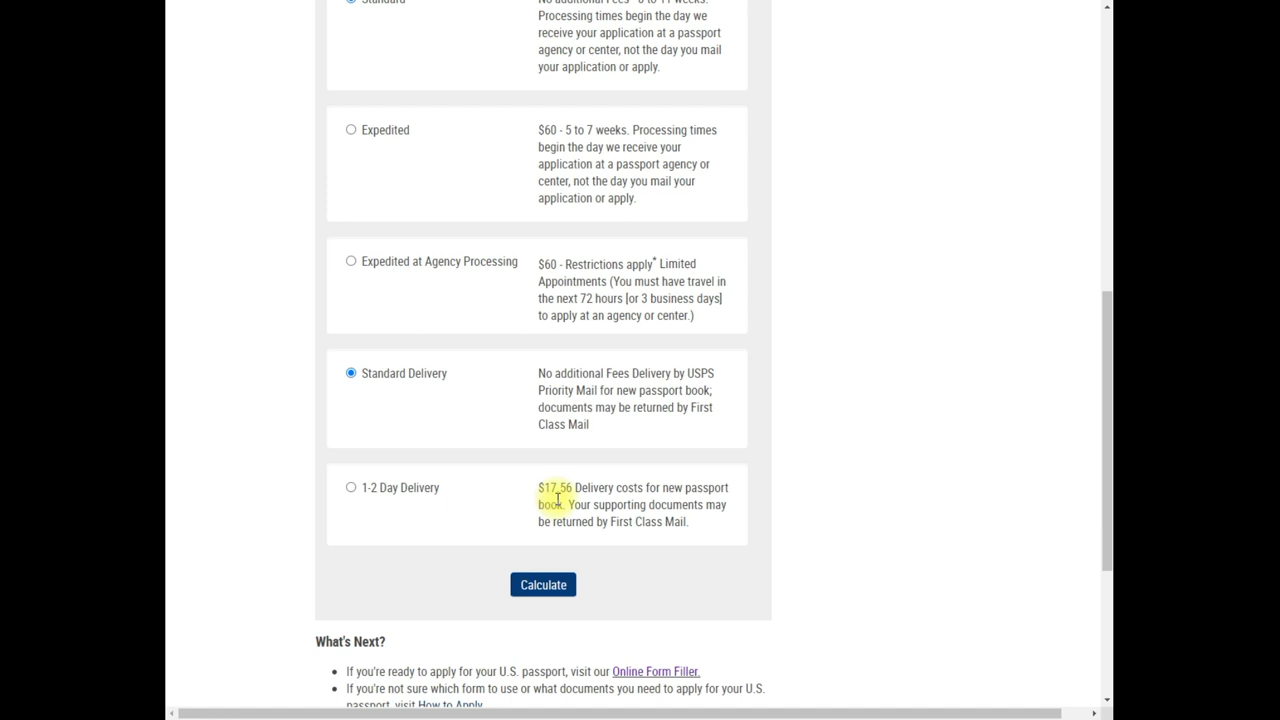 Standard
No additional Fees - 8 to 11 weeks.
Processing times begin the day we
receive your application at a passport
agency or center, not the day you mail
your application or apply.
Expedited
$60 - 5 to 7 weeks. Processing times
begin the day we receive your
application at a passport agency or
center, not the day you mail your
application or apply.
Expedited at Agency Processing
$60 - Restrictions apply* Limited
Appointments (You must have travel in
the next 72 hours [or 3 business days]
to apply at an agency or center.)
Standard Delivery
No additional Fees Delivery by USPS
Priority Mail for new passport book;
documents may be returned by First
Class Mail
1-2 Day Delivery
$17.56 Delivery costs for new passport
book. Your supporting documents may
be returned by First Class Mail.
Calculate
What's Next?
If you're ready to apply for your U.S. passport, visit our Online Form Filler.
If you're not sure which form to use or what documents you need to apply for your U.S.
passport, visit How to Apply